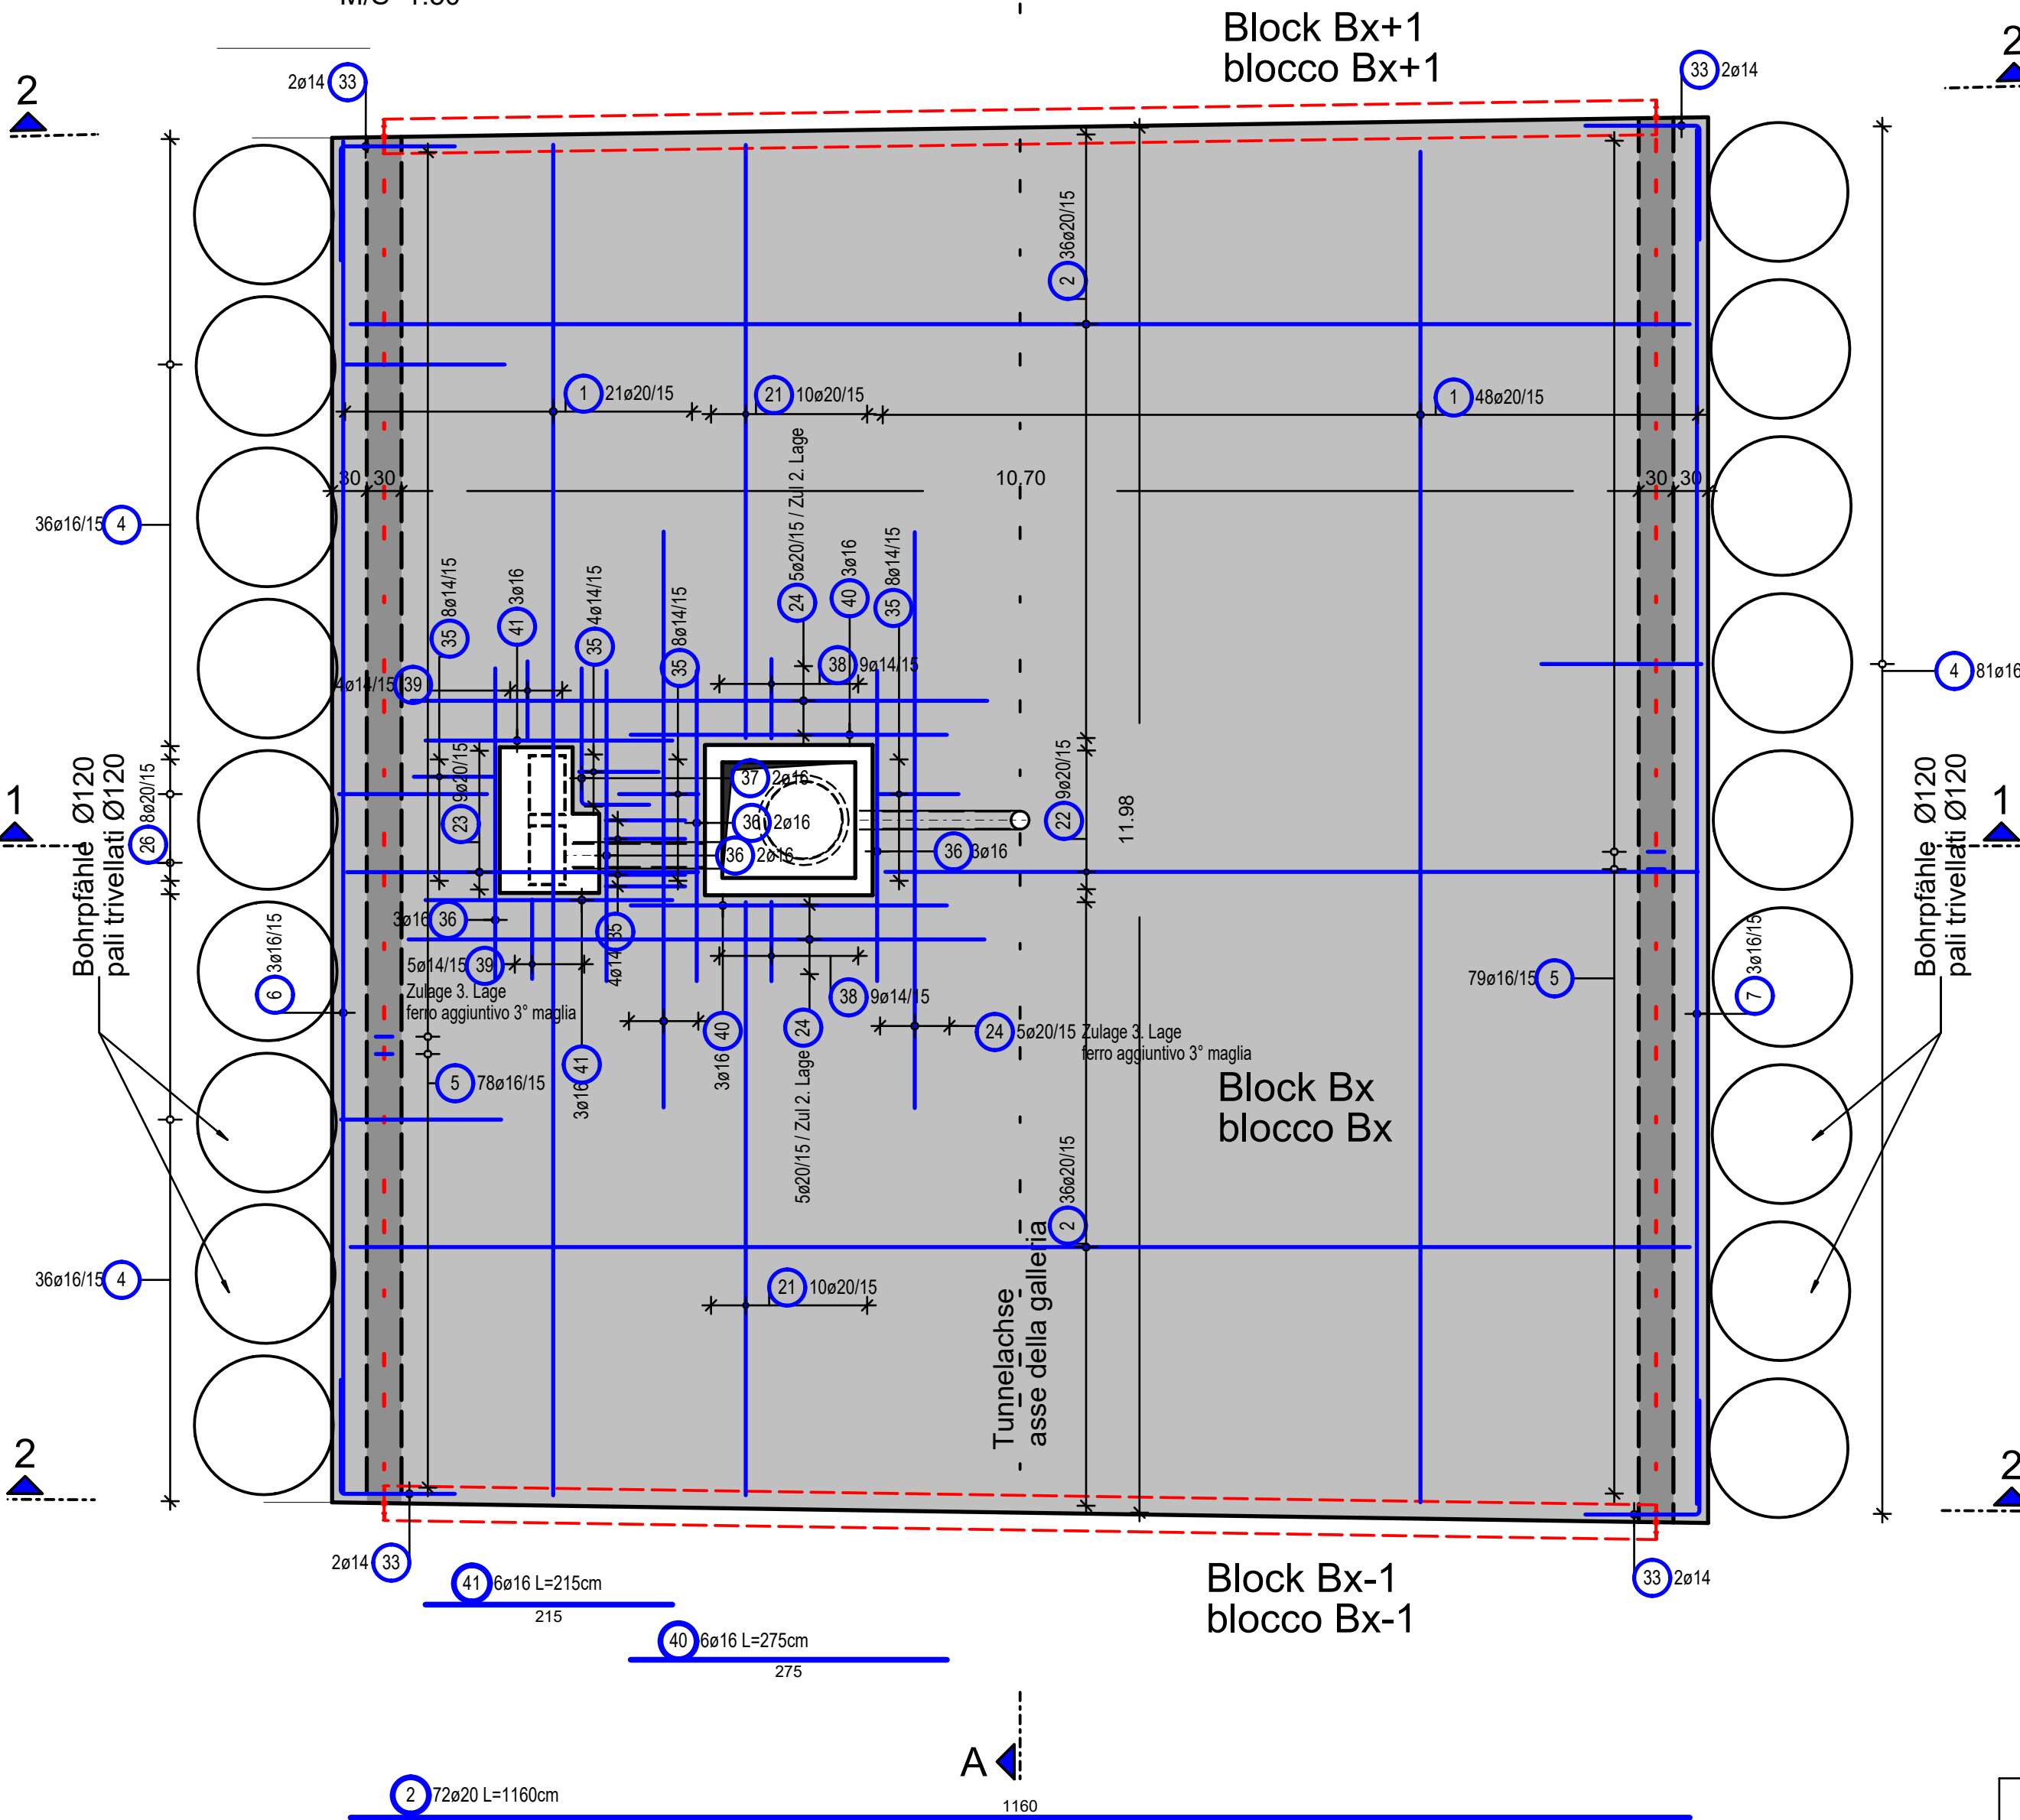 Block Bx+1
blocco Bx+1
2
2ø14 33
33 2ø14
2
2 36ø20/15
1 21ø20/15
21 10ø20/15
1 48ø20/15
30 30
10.70
30 30
36ø16/15 4
35 8ø14/15
41 3ø16
35 4ø14/15
35 8ø14/15
24 5ø20/15 / Zul 2. Lage
40 3ø16
35 8ø14/15
4ø14/15 39
38 9ø14/15
4 81ø16
1
26 8ø20/15
Bohrpfähle Ø120
pali trivellati Ø120
23 9ø20/15
37 2ø16
36 2ø16
36 2ø16
36 3ø16
22 9ø20/15
11.98
Bohrpfähle Ø120
pali trivellati Ø120
1
3ø16 36
4ø14 35
5ø14/15 39
Zulage 3. Lage
ferro aggiuntivo 3° maglia
6 3ø16/15
38 9ø14/15
79ø16/15 5
7 3ø16/15
3ø16 40
5ø20/15 / Zul 2. Lage 24
24 5ø20/15 Zulage 3. Lage
ferro aggiuntivo 3° maglia
3ø16 41
5 78ø16/15
Block Bx
blocco Bx
2 36ø20/15
36ø16/15 4
21 10ø20/15
Tunnelachse
asse della galleria
2
2
2ø14 33
33 2ø14
41 6ø16 L=215cm
215
Block Bx-1
blocco Bx-1
40 6ø16 L=275cm
275
A
2 72ø20 L=1160cm
1160